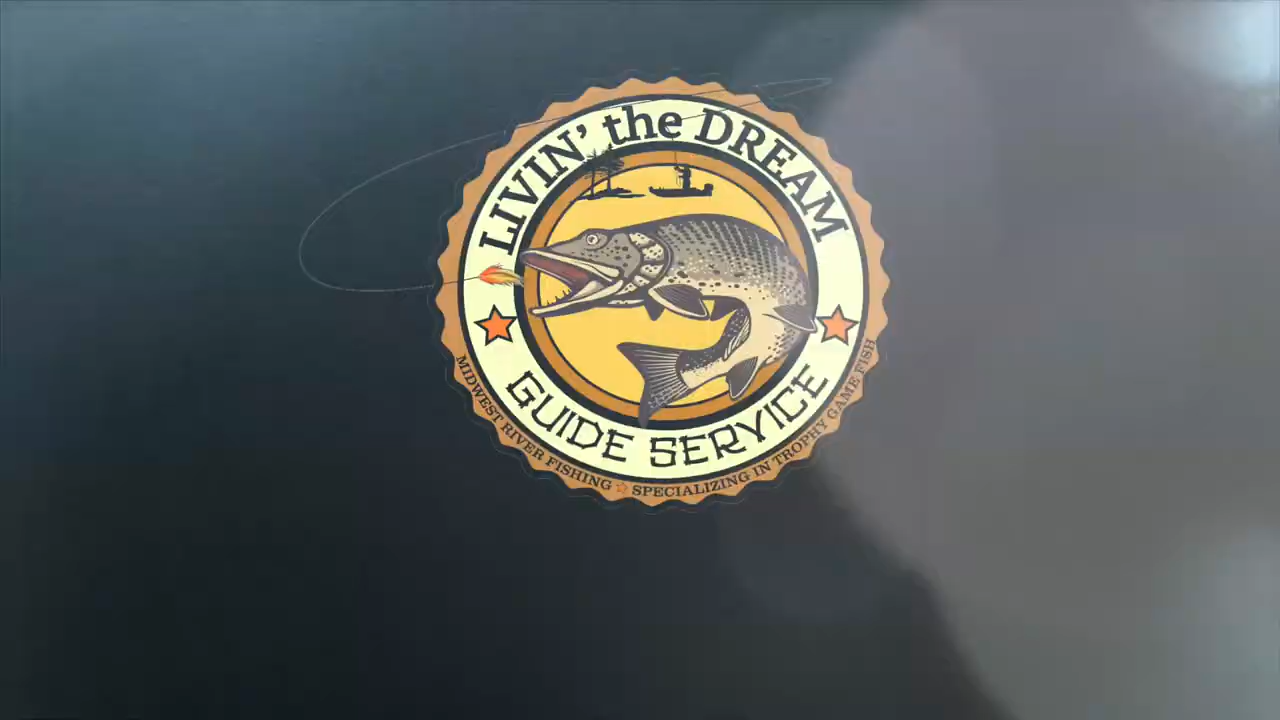 LIVIN' the DREAM
GUIDE SERVICE
MIDWEST RIVER FISHING ☆ SPECIALIZING IN TROPHY GAME FISH